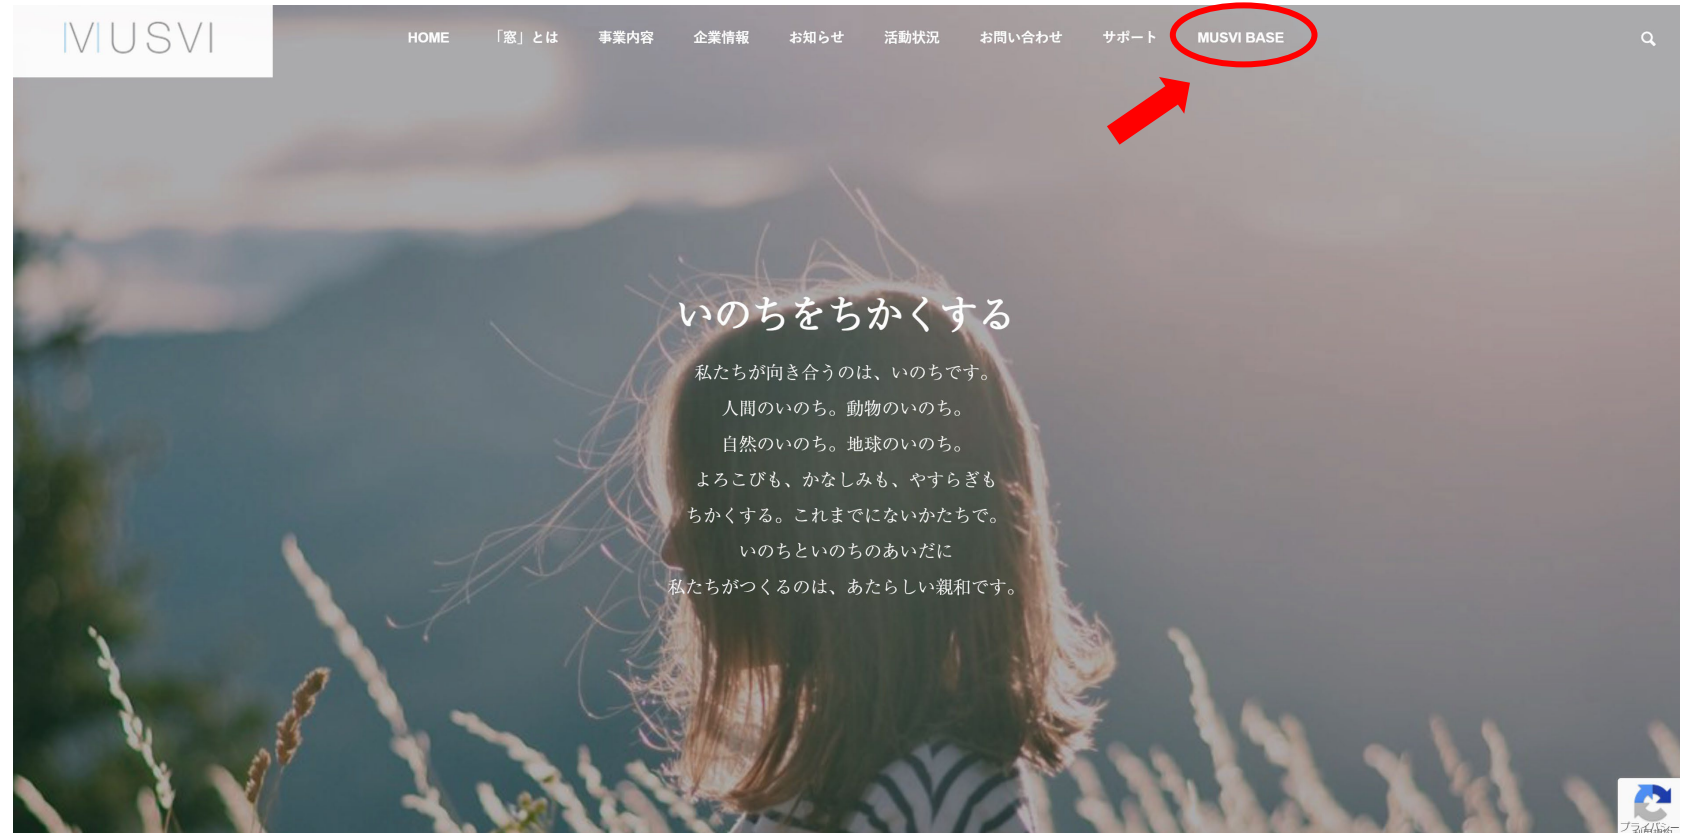 MUSVI
HOME 「窓」とは 事業内容 企業情報 お知らせ 活動状況 お問い合わせ サポート MUSVI BASE
いのちをちかくする
私たちが向き合うのは、いのちです。
人間のいのち。動物のいのち。
自然のいのち。地球のいのち。
よろこびも、かなしみも、やすらぎも
ちかくする。これまでにないかたちで。
いのちといのちのあいだに
私たちがつくるのは、あたらしい親和です。
プライバシー